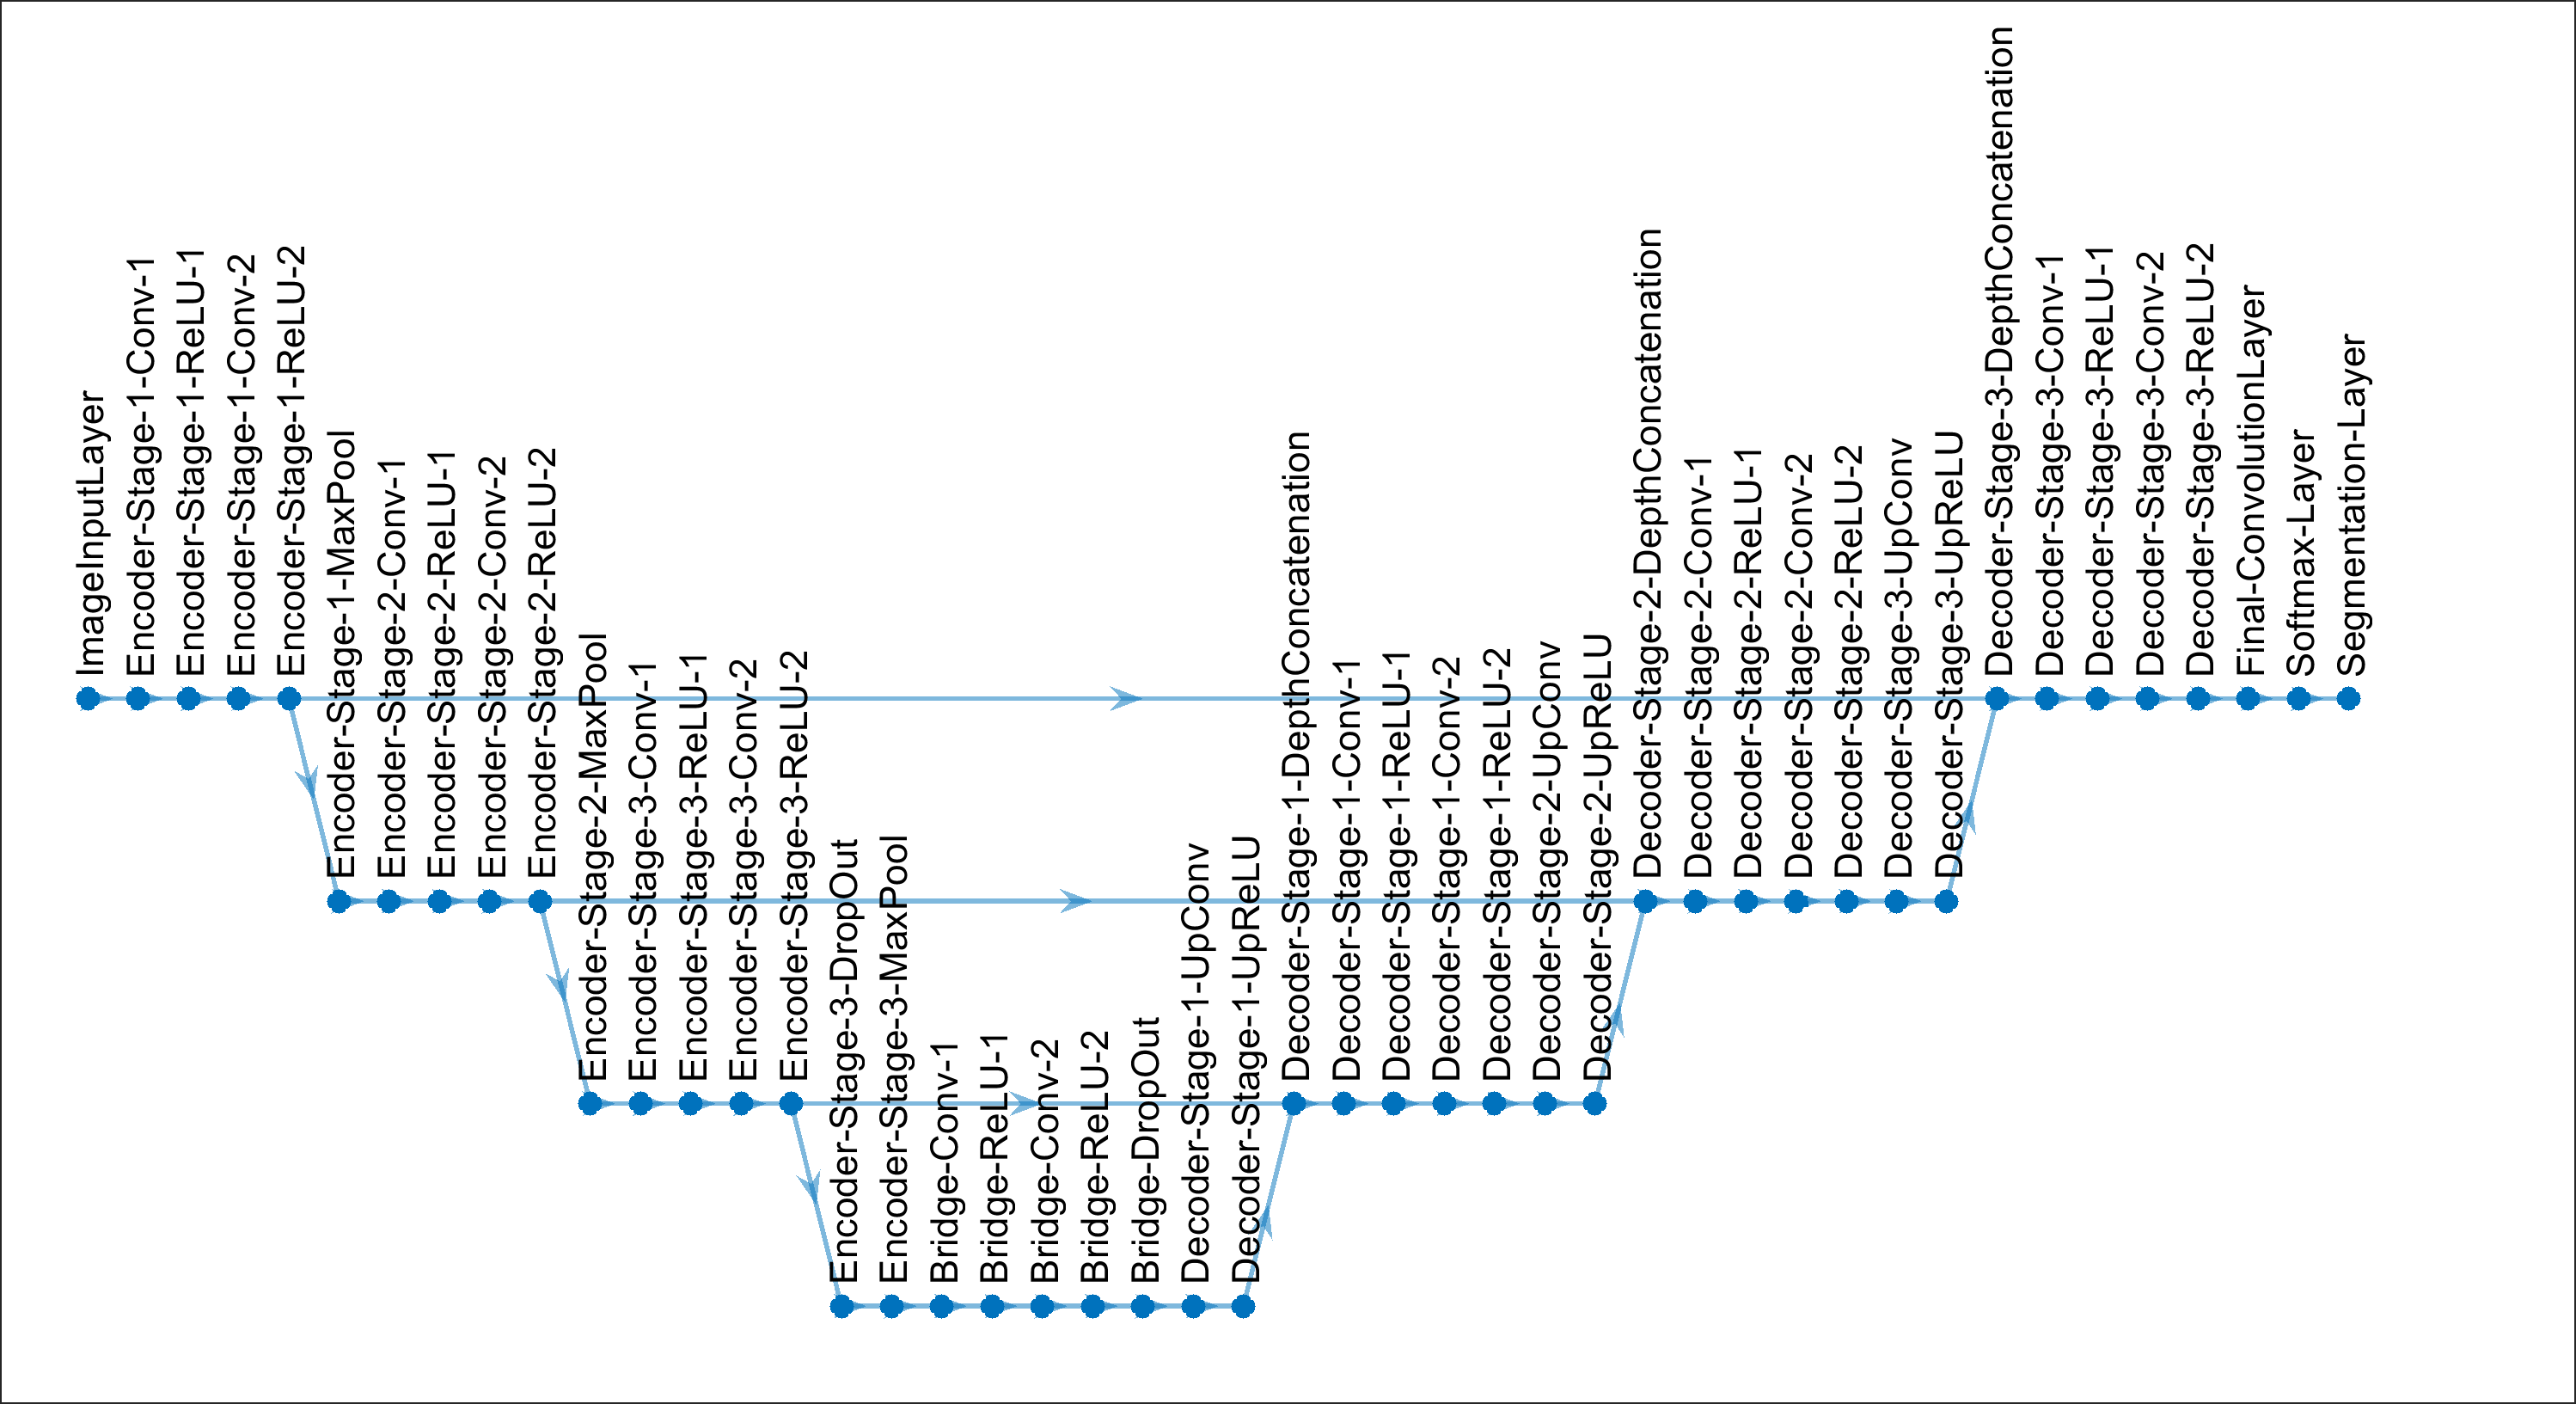 ImageInputLayer
Encoder-Stage-1-Conv-1
Encoder-Stage-1-ReLU-1
Encoder-Stage-1-Conv-2
Encoder-Stage-1-ReLU-2
Encoder-Stage-1-MaxPool
Encoder-Stage-2-Conv-1
Encoder-Stage-2-ReLU-1
Encoder-Stage-2-Conv-2
Encoder-Stage-2-ReLU-2
Encoder-Stage-2-MaxPool
Encoder-Stage-3-Conv-1
Encoder-Stage-3-ReLU-1
Encoder-Stage-3-Conv-2
Encoder-Stage-3-ReLU-2
Encoder-Stage-3-DropOut
Encoder-Stage-3-MaxPool
Bridge-Conv-1
Bridge-ReLU-1
Bridge-Conv-2
Bridge-ReLU-2
Bridge-DropOut
Decoder-Stage-1-UpConv
Decoder-Stage-1-UpReLU
Decoder-Stage-1-DepthConcatenation
Decoder-Stage-1-Conv-1
Decoder-Stage-1-ReLU-1
Decoder-Stage-1-Conv-2
Decoder-Stage-1-ReLU-2
Decoder-Stage-2-UpConv
Decoder-Stage-2-UpReLU
Decoder-Stage-2-DepthConcatenation
Decoder-Stage-2-Conv-1
Decoder-Stage-2-ReLU-1
Decoder-Stage-2-Conv-2
Decoder-Stage-2-ReLU-2
Decoder-Stage-3-UpConv
Decoder-Stage-3-UpReLU
Decoder-Stage-3-DepthConcatenation
Decoder-Stage-3-Conv-1
Decoder-Stage-3-ReLU-1
Decoder-Stage-3-Conv-2
Decoder-Stage-3-ReLU-2
Final-ConvolutionLayer
Softmax-Layer
Segmentation-Layer